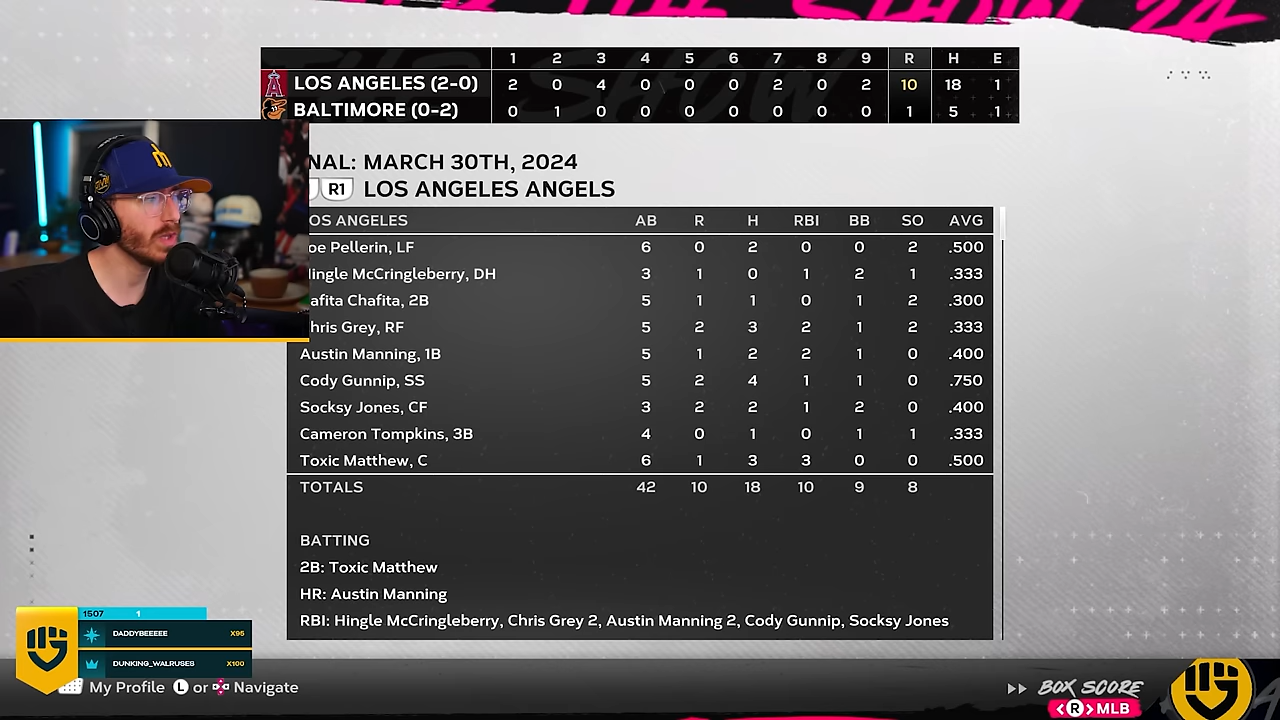 THE SHOW 24
1 2 3 4 5 6 7 8 9 R H E
LOS ANGELES (2-0) 2 0 4 0 0 0 2 0 2 10 18 1
BALTIMORE (0-2) 0 1 0 0 0 0 0 0 0 1 5 1
NAL: MARCH 30TH, 2024
R1 LOS ANGELES ANGELS
OS ANGELES AB R H RBI BB SO AVG
oe Pellerin, LF 6 0 2 0 0 2 .500
ingle McCringleberry, DH 3 1 0 1 2 1 .333
afita Chafita, 2B 5 1 1 0 1 2 .300
hris Grey, RF 5 2 3 2 1 2 .333
Austin Manning, 1B 5 1 2 2 1 0 .400
Cody Gunnip, SS 5 2 4 1 1 0 .750
Socksy Jones, CF 3 2 2 1 2 0 .400
Cameron Tompkins, 3B 4 0 1 0 1 1 .333
Toxic Matthew, C 6 1 3 3 0 0 .500
TOTALS 42 10 18 10 9 8
BATTING
2B: Toxic Matthew
HR: Austin Manning
RBI: Hingle McCringleberry, Chris Grey 2, Austin Manning 2, Cody Gunnip, Socksy Jones
1507 1
DADDYBEEEEE X95
DUNKING_WALRUSES X100
My Profile L or Navigate
BOX SCORE
R MLB